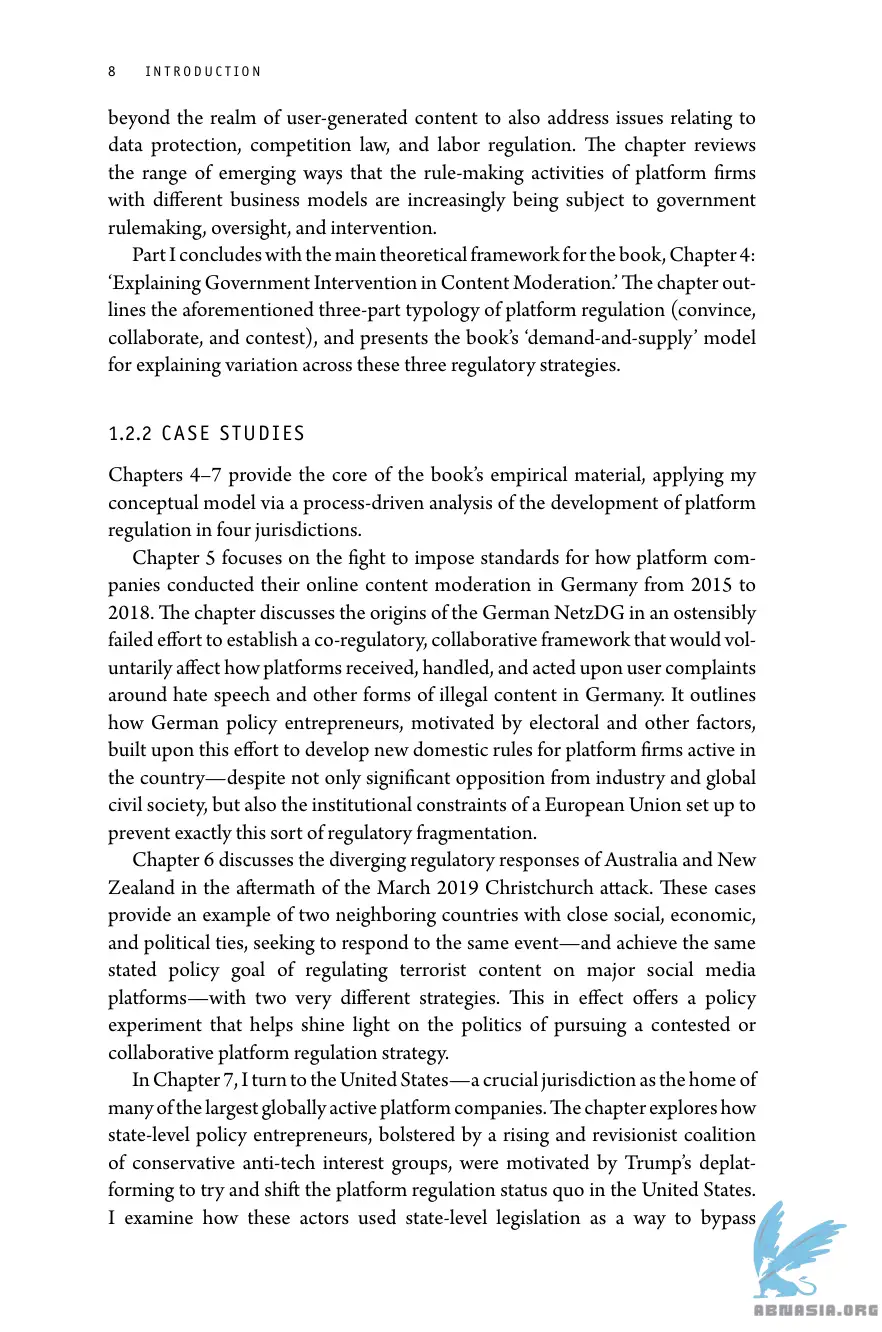 8 INTRODUCTION
beyond the realm of user-generated content to also address issues relating to
data protection, competition law, and labor regulation. The chapter reviews
the range of emerging ways that the rule-making activities of platform firms
with different business models are increasingly being subject to government
rulemaking, oversight, and intervention.
Part I concludes with the main theoretical framework for the book, Chapter 4:
‘Explaining Government Intervention in Content Moderation.’ The chapter out-
lines the aforementioned three-part typology of platform regulation (convince,
collaborate, and contest), and presents the book’s ‘demand-and-supply’ model
for explaining variation across these three regulatory strategies.
1.2.2 CASE STUDIES
Chapters 4–7 provide the core of the book’s empirical material, applying my
conceptual model via a process-driven analysis of the development of platform
regulation in four jurisdictions.
Chapter 5 focuses on the fight to impose standards for how platform com-
panies conducted their online content moderation in Germany from 2015 to
2018. The chapter discusses the origins of the German NetzDG in an ostensibly
failed effort to establish a co-regulatory, collaborative framework that would vol-
untarily affect how platforms received, handled, and acted upon user complaints
around hate speech and other forms of illegal content in Germany. It outlines
how German policy entrepreneurs, motivated by electoral and other factors,
built upon this effort to develop new domestic rules for platform firms active in
the country—despite not only significant opposition from industry and global
civil society, but also the institutional constraints of a European Union set up to
prevent exactly this sort of regulatory fragmentation.
Chapter 6 discusses the diverging regulatory responses of Australia and New
Zealand in the aftermath of the March 2019 Christchurch attack. These cases
provide an example of two neighboring countries with close social, economic,
and political ties, seeking to respond to the same event—and achieve the same
stated policy goal of regulating terrorist content on major social media
platforms—with two very different strategies. This in effect offers a policy
experiment that helps shine light on the politics of pursuing a contested or
collaborative platform regulation strategy.
In Chapter 7, I turn to the United States—a crucial jurisdiction as the home of
many of the largest globally active platform companies. The chapter explores how
state-level policy entrepreneurs, bolstered by a rising and revisionist coalition
of conservative anti-tech interest groups, were motivated by Trump’s deplat-
forming to try and shift the platform regulation status quo in the United States.
I examine how these actors used state-level legislation as a way to bypass
ABNASIA.ORG